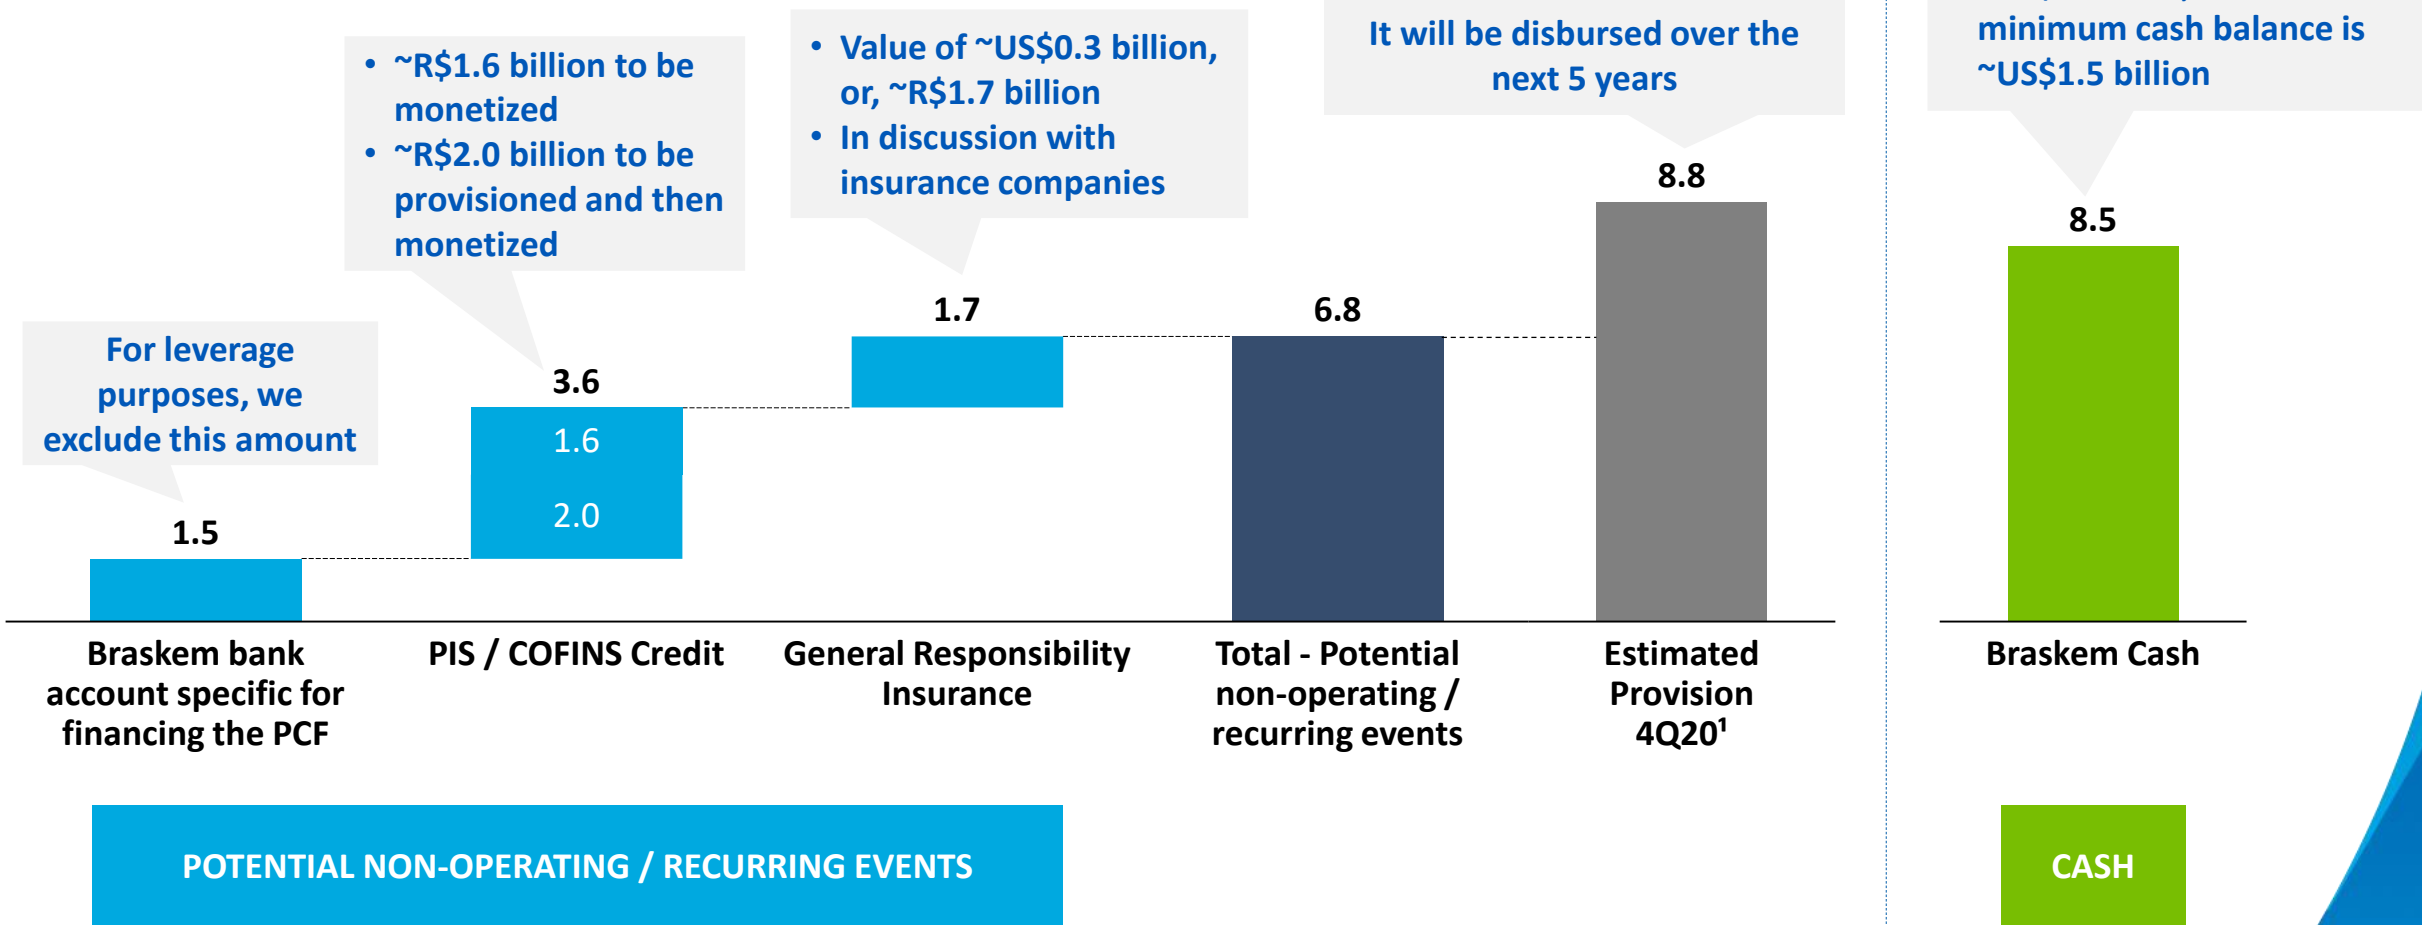 For leverage
purposes, we
exclude this amount
1.5
• ~R$1.6 billion to be
monetized
• ~R$2.0 billion to be
provisioned and then
monetized
3.6
1.6
2.0
• Value of ~US$0.3 billion,
or, ~R$1.7 billion
• In discussion with
insurance companies
1.7
6.8
It will be disbursed over the
next 5 years
8.8
minimum cash balance is
~US$1.5 billion
8.5
Braskem bank
account specific for
financing the PCF
PIS / COFINS Credit
General Responsibility
Insurance
Total - Potential
non-operating /
recurring events
Estimated
Provision
4Q20¹
Braskem Cash
POTENTIAL NON-OPERATING / RECURRING EVENTS
CASH